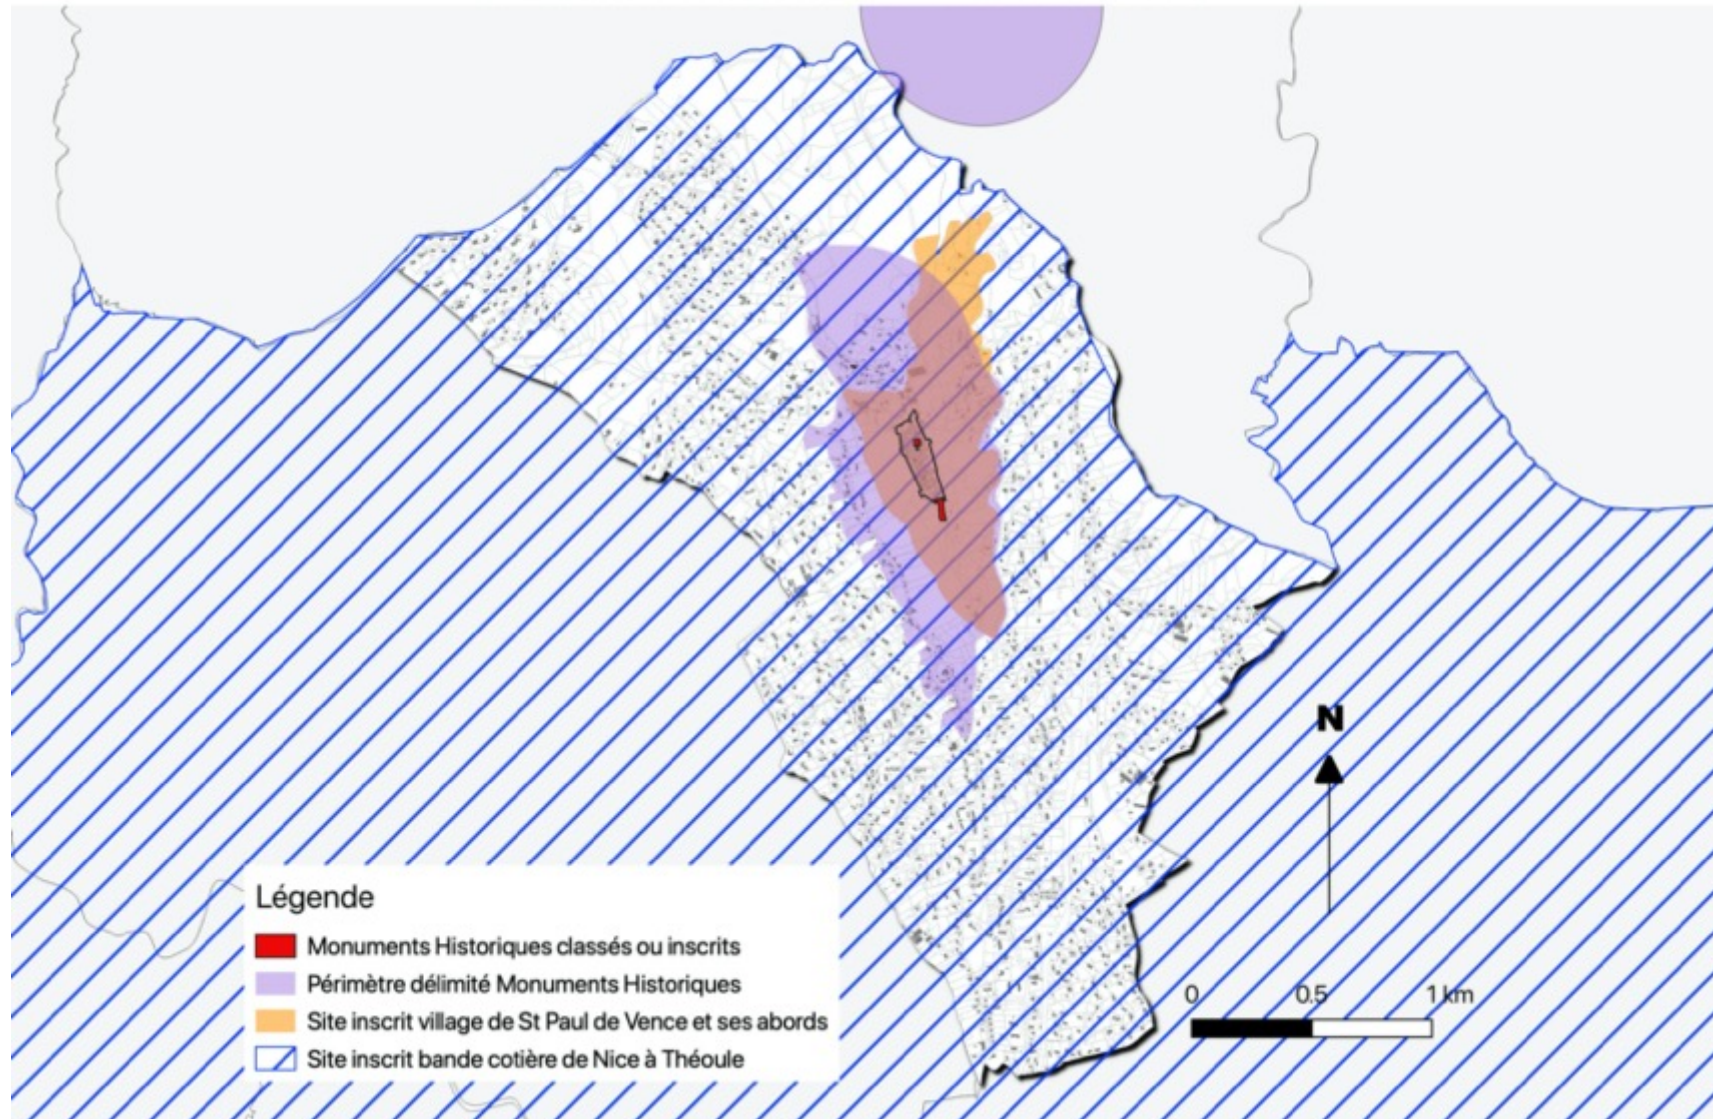 N
0 0.5 1 km
Légende
Monuments Historiques classés ou inscrits
Périmètre délimité Monuments Historiques
Site inscrit village de St Paul de Vence et ses abords
Site inscrit bande cotière de Nice à Théoule